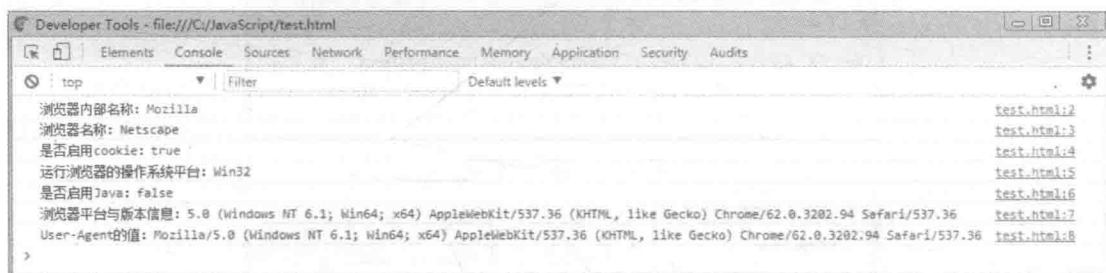 Developer Tools - file:///C:/JavaScript/test.html
Elements Console Sources Network Performance Memory Application Security Audits
top Filter Default levels
浏览器内部名称: Mozilla test.html:2
浏览器名称: Netscape test.html:3
是否启用cookie: true test.html:4
运行浏览器的操作系统平台: Win32 test.html:5
是否启用Java: false test.html:6
浏览器平台与版本信息: 5.0 (Windows NT 6.1; Win64; x64) AppleWebKit/537.36 (KHTML, like Gecko) Chrome/62.0.3202.94 Safari/537.36 test.html:7
User-Agent的值: Mozilla/5.0 (Windows NT 6.1; Win64; x64) AppleWebKit/537.36 (KHTML, like Gecko) Chrome/62.0.3202.94 Safari/537.36 test.html:8
>